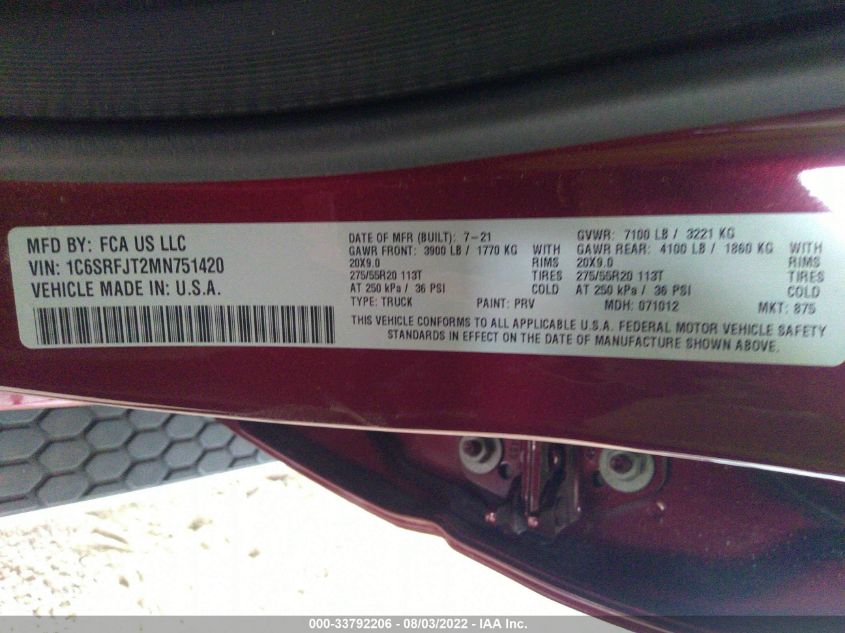 MFD BY: FCA US LLC
VIN: 1C6SRFJT2MN751420
VEHICLE MADE IN: U.S.A.
DATE OF MFR (BUILT): 7-21
GAWR FRONT: 3900 LB / 1770 KG WITH
20X9.0 RIMS
275/55R20 113T TIRES
AT 250 kPa / 36 PSI COLD
TYPE: TRUCK PAINT: PRV
GVWR: 7100 LB / 3221 KG
GAWR REAR: 4100 LB / 1860 KG WITH
20X9.0 RIMS
275/55R20 113T TIRES
AT 250 kPa / 36 PSI COLD
MDH: 071012 MKT: 875
THIS VEHICLE CONFORMS TO ALL APPLICABLE U.S.A. FEDERAL MOTOR VEHICLE SAFETY
STANDARDS IN EFFECT ON THE DATE OF MANUFACTURE SHOWN ABOVE.
000-33792206 - 08/03/2022 - IAA Inc.